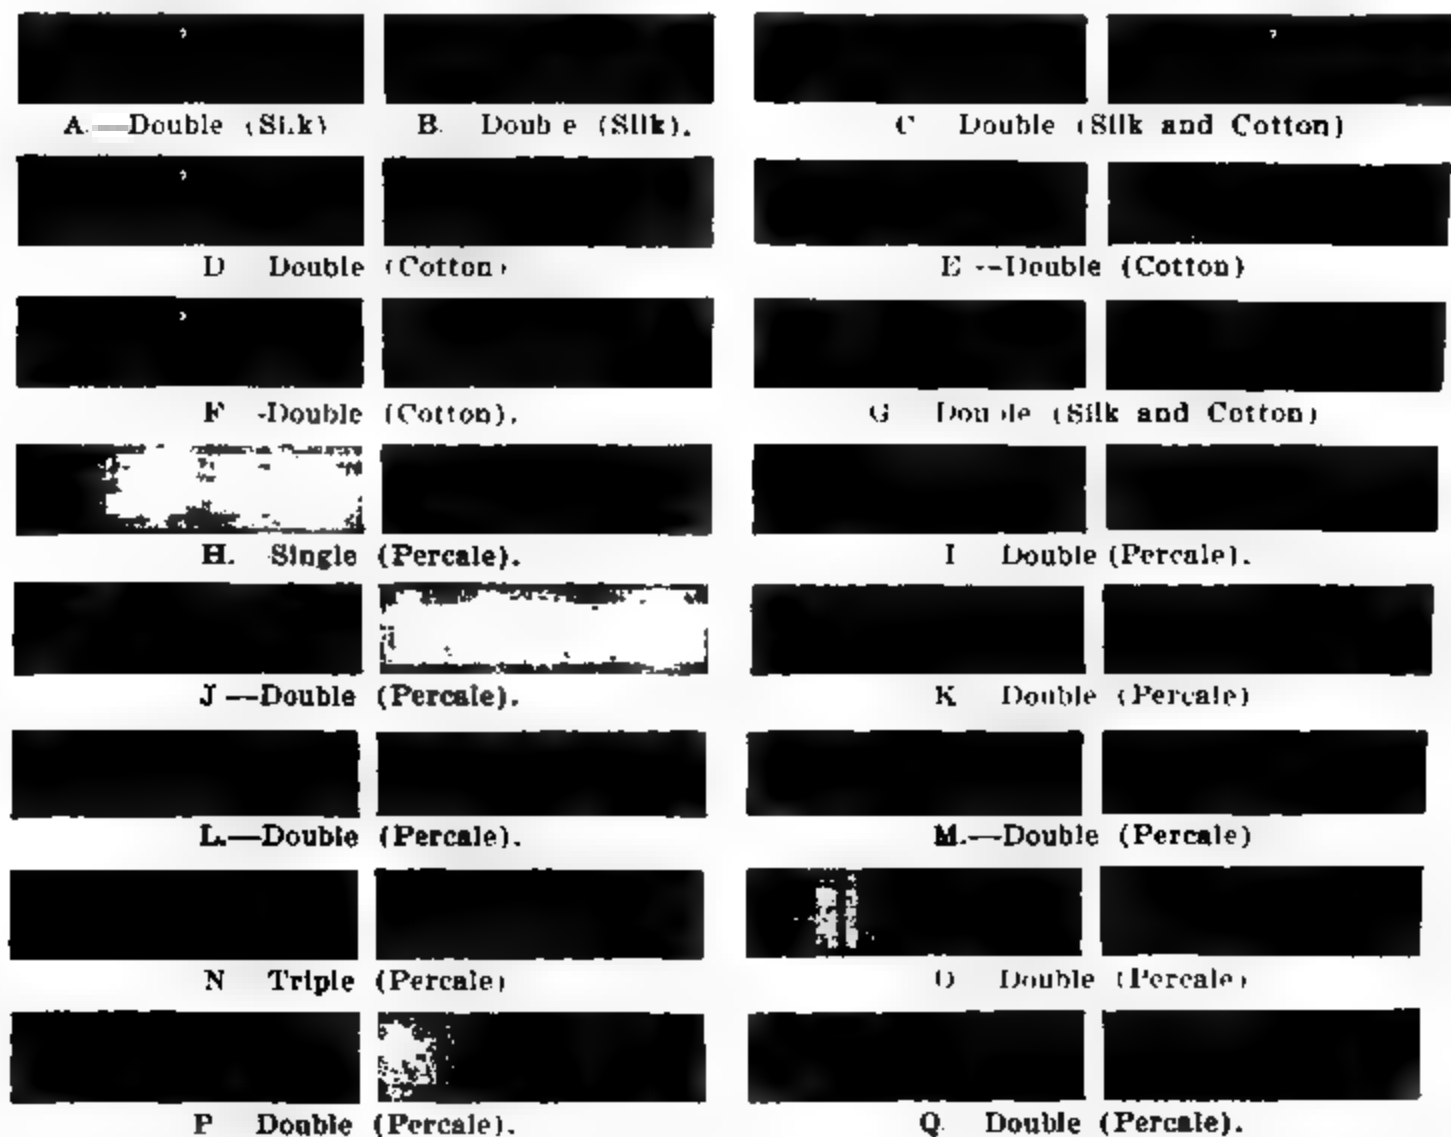 A.—Double (Silk) B. Double (Silk). C Double (Silk and Cotton)
D Double (Cotton) E --Double (Cotton)
F -Double (Cotton). G Double (Silk and Cotton)
H. Single (Percale). I Double (Percale).
J —Double (Percale). K Double (Percale)
L.—Double (Percale). M.—Double (Percale)
N Triple (Percale) O Double (Percale)
P Double (Percale). Q. Double (Percale).